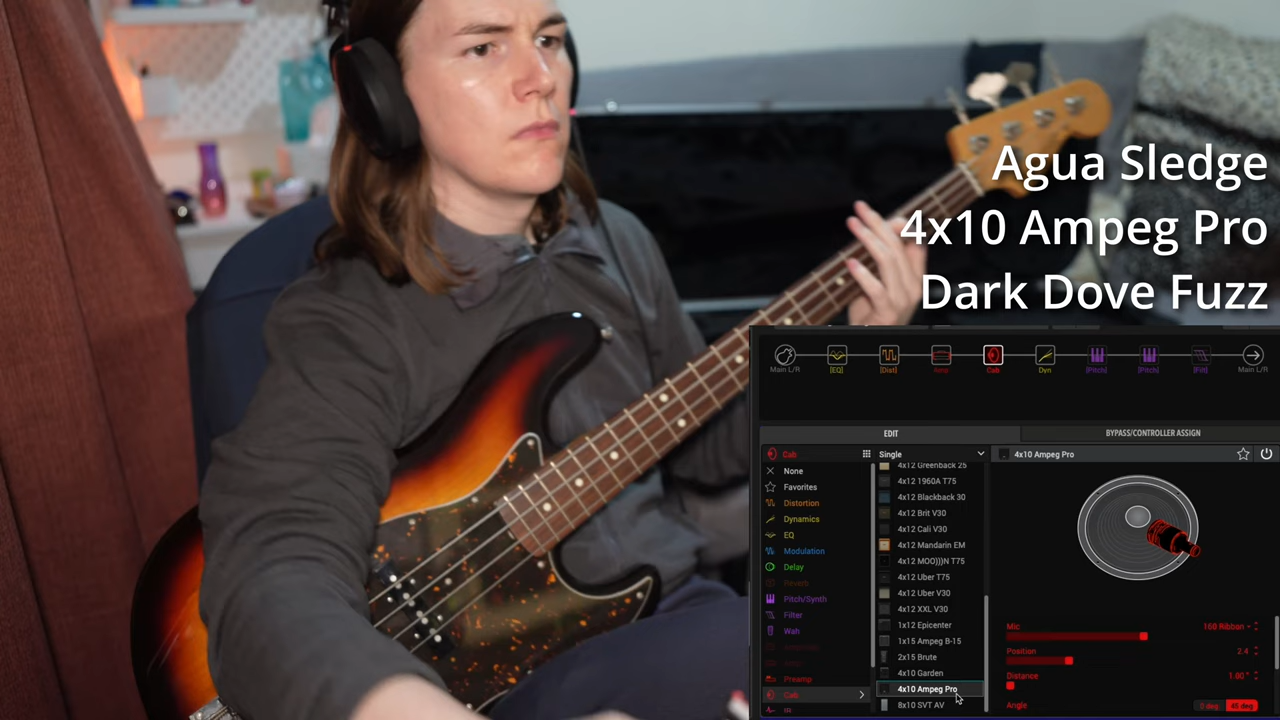 Agua Sledge
4x10 Ampeg Pro
Dark Dove Fuzz
Main L/R
[EQ]
[Dist]
Amp
Cab
Dyn
[Pitch]
[Pitch]
[Filt]
Main L/R
EDIT
BYPASS/CONTROLLER ASSIGN
Cab
None
Favorites
Distortion
Dynamics
EQ
Modulation
Delay
Reverb
Pitch/Synth
Filter
Wah
Preamp
Cab
IR
Single
4x12 Greenback 25
4x12 1960A T75
4x12 Blackback 30
4x12 Brit V30
4x12 Cali V30
4x12 Mandarin EM
4x12 MOO)))N T75
4x12 Uber T75
4x12 Uber V30
4x12 XXL V30
1x12 Epicenter
1x15 Ampeg B-15
2x15 Brute
4x10 Garden
4x10 Ampeg Pro
8x10 SVT AV
4x10 Ampeg Pro
Mic 160 Ribbon
Position 2.4
Distance 1.00"
Angle 0 deg 45 deg